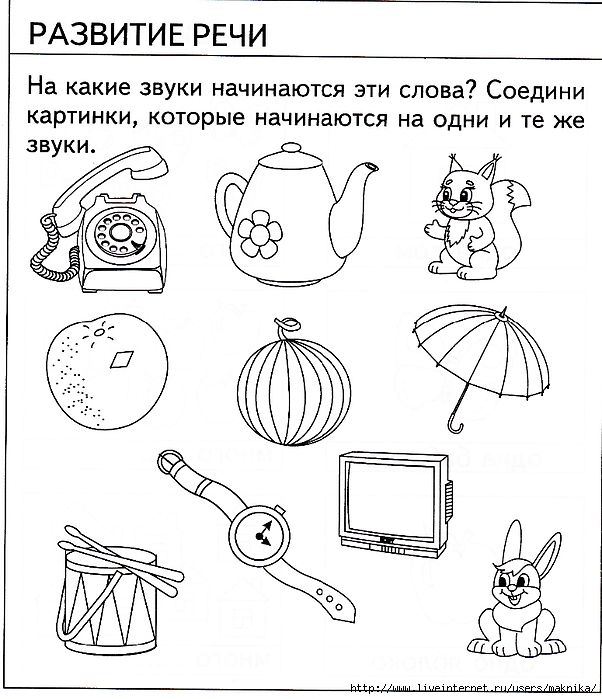 РАЗВИТИЕ РЕЧИ
На какие звуки начинаются эти слова? Соедини
картинки, которые начинаются на одни и те же
звуки.
http://www.liveinternet.ru/users/maknika/